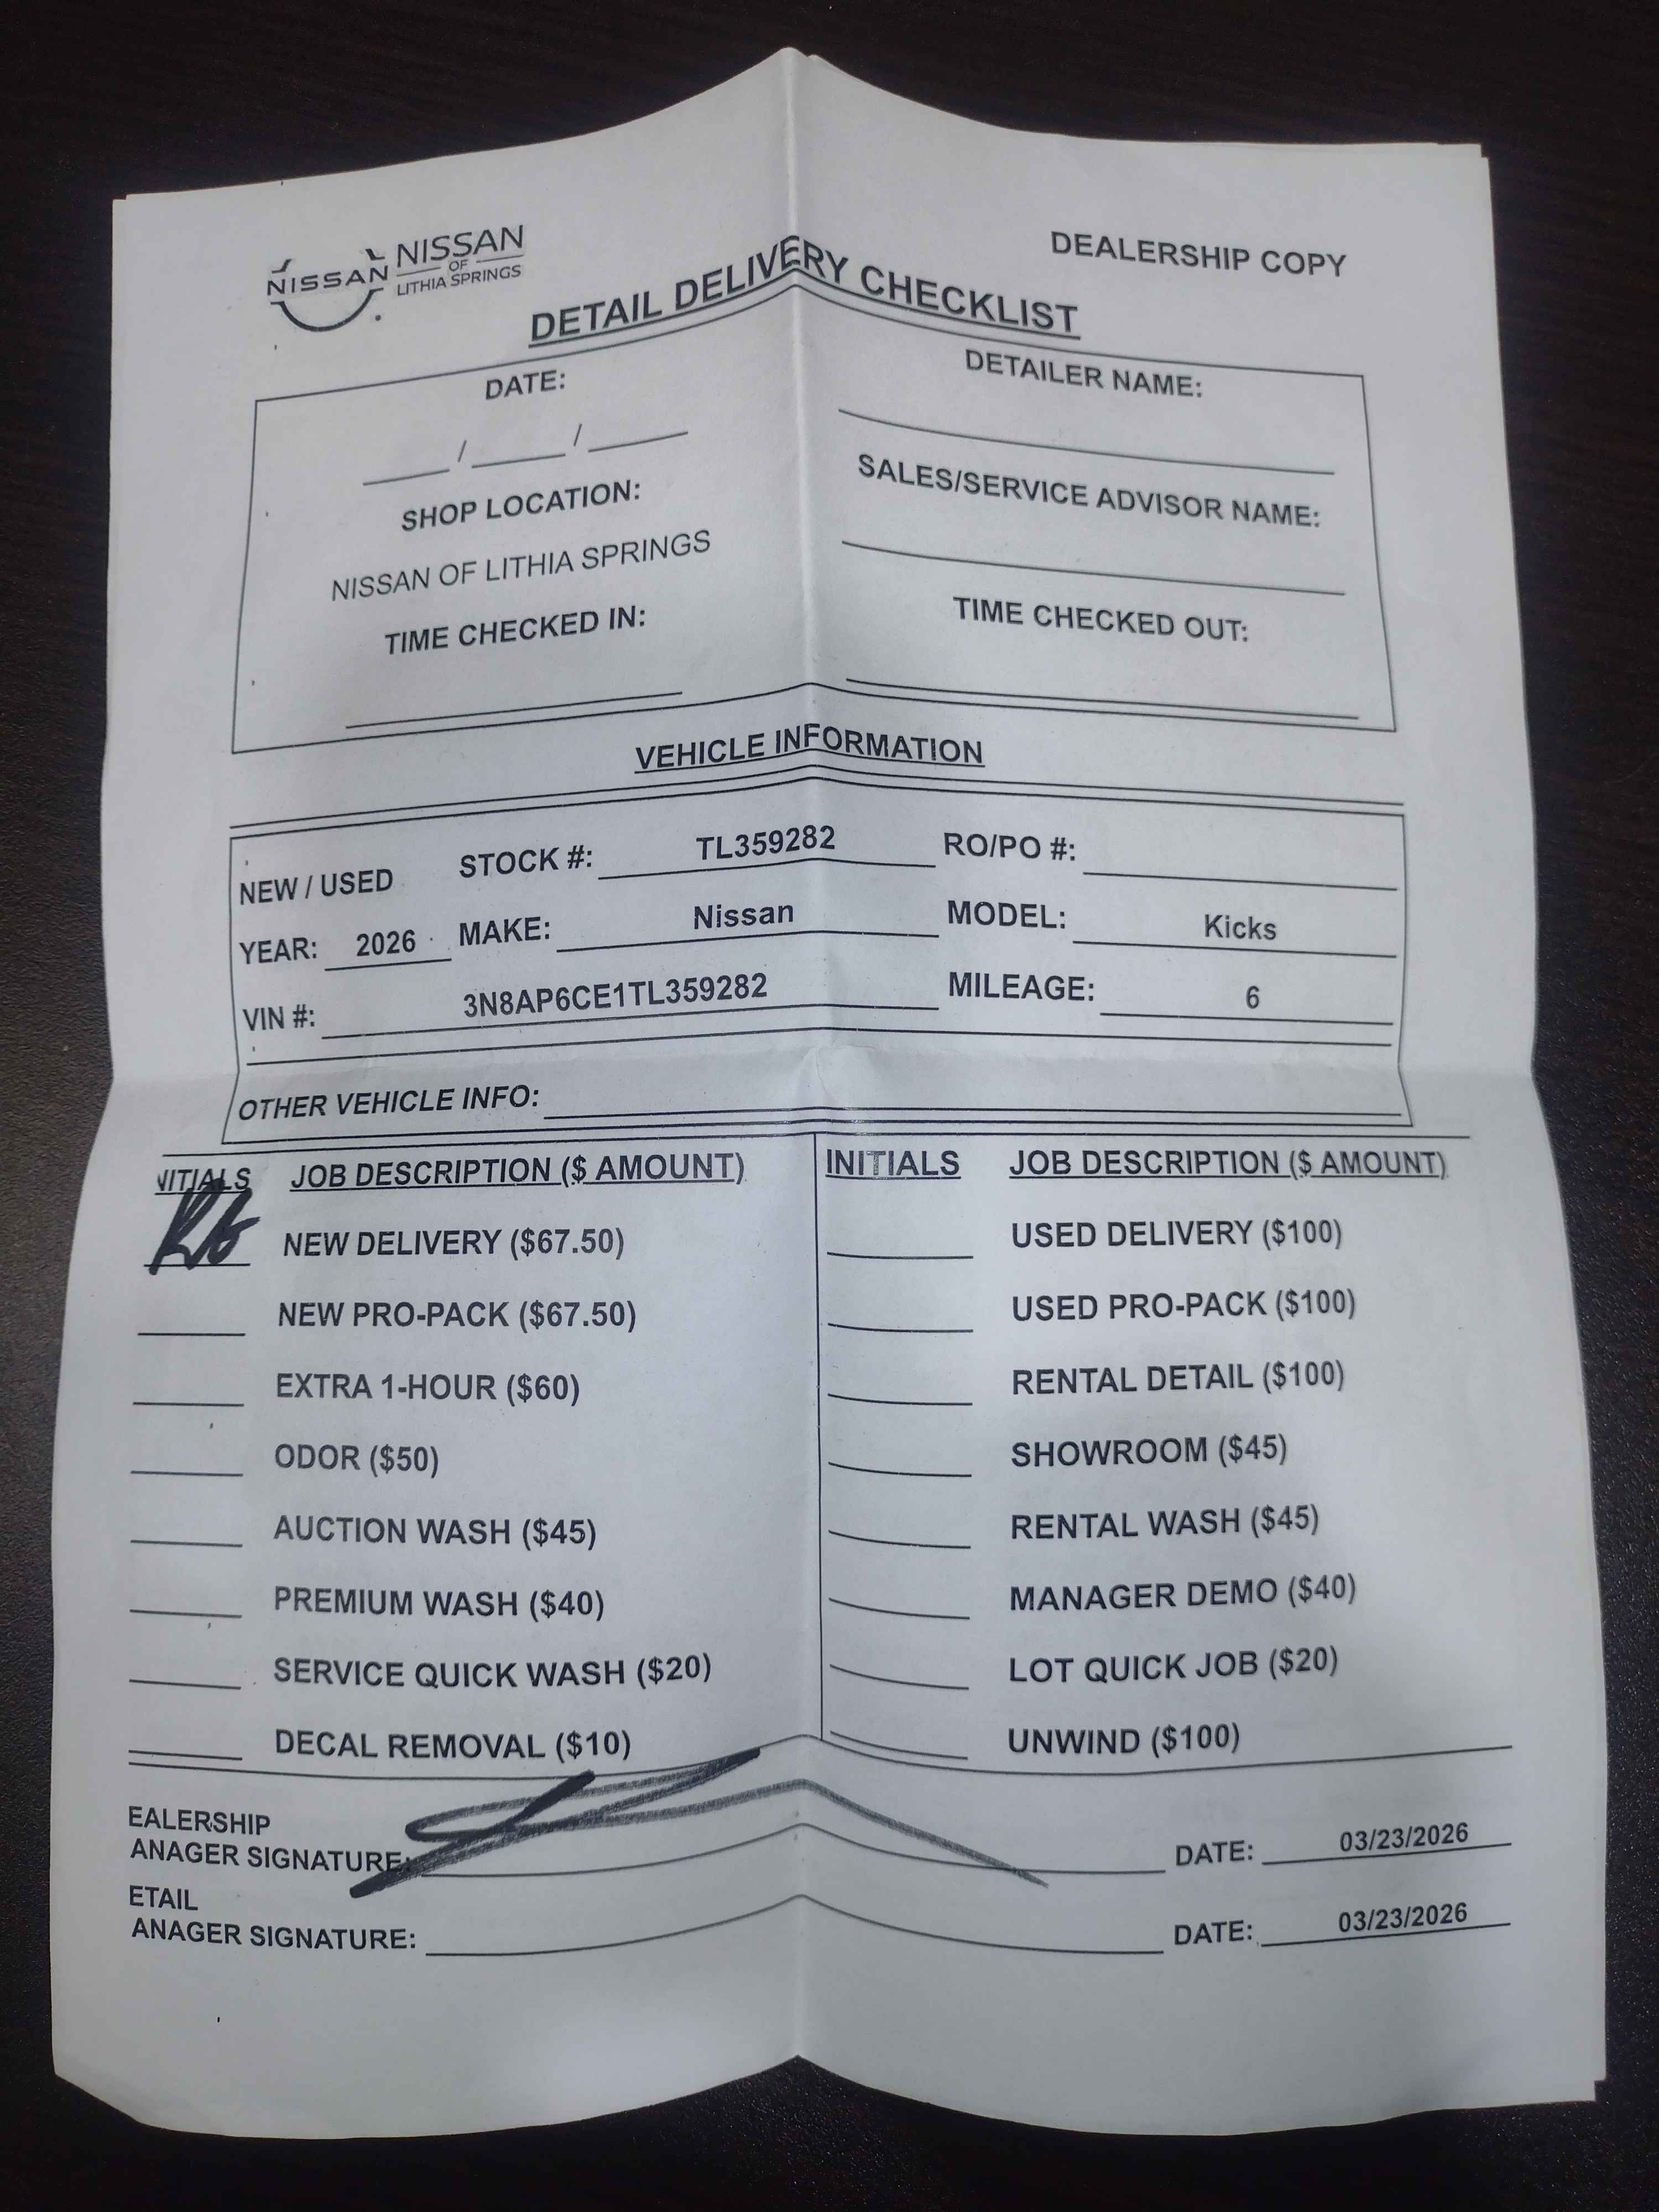 NISSAN
NISSAN
OF
LITHIA SPRINGS
DEALERSHIP COPY
DETAIL DELIVERY CHECKLIST
DATE:
DETAILER NAME:
____/____/____
SHOP LOCATION:
SALES/SERVICE ADVISOR NAME:
NISSAN OF LITHIA SPRINGS
TIME CHECKED IN:
TIME CHECKED OUT:
VEHICLE INFORMATION
NEW / USED STOCK #: TL359282 RO/PO #:
YEAR: 2026 MAKE: Nissan MODEL: Kicks
VIN #: 3N8AP6CE1TL359282 MILEAGE: 6
OTHER VEHICLE INFO:
NITIALS JOB DESCRIPTION ($ AMOUNT)
NEW DELIVERY ($67.50)
NEW PRO-PACK ($67.50)
EXTRA 1-HOUR ($60)
ODOR ($50)
AUCTION WASH ($45)
PREMIUM WASH ($40)
SERVICE QUICK WASH ($20)
DECAL REMOVAL ($10)
INITIALS JOB DESCRIPTION ($ AMOUNT)
USED DELIVERY ($100)
USED PRO-PACK ($100)
RENTAL DETAIL ($100)
SHOWROOM ($45)
RENTAL WASH ($45)
MANAGER DEMO ($40)
LOT QUICK JOB ($20)
UNWIND ($100)
EALERSHIP
ANAGER SIGNATURE: DATE: 03/23/2026
ETAIL
ANAGER SIGNATURE: DATE: 03/23/2026